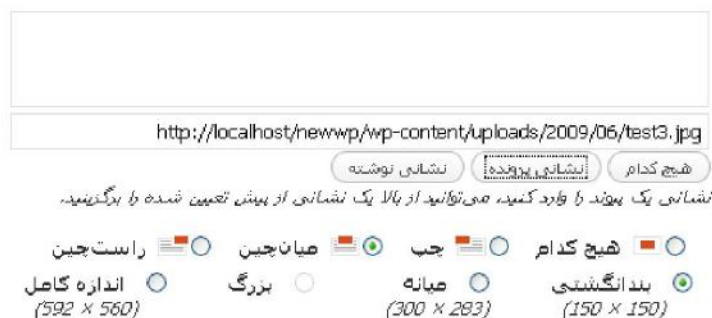 http://localhost/newwp/wp-content/uploads/2009/06/test3.jpg
هیچ کدام نشانی پرونده نشانی نوشته
نشانی یک پیوند را وارد کنید، می‌توانید از بالا یک نشانی از پیش تعیین شده را برگزینید.
هیچ کدام چپ میان‌چین راست‌چین
بندانگشتی میانه بزرگ اندازه کامل
(150 × 150) (300 × 283) (592 × 560)